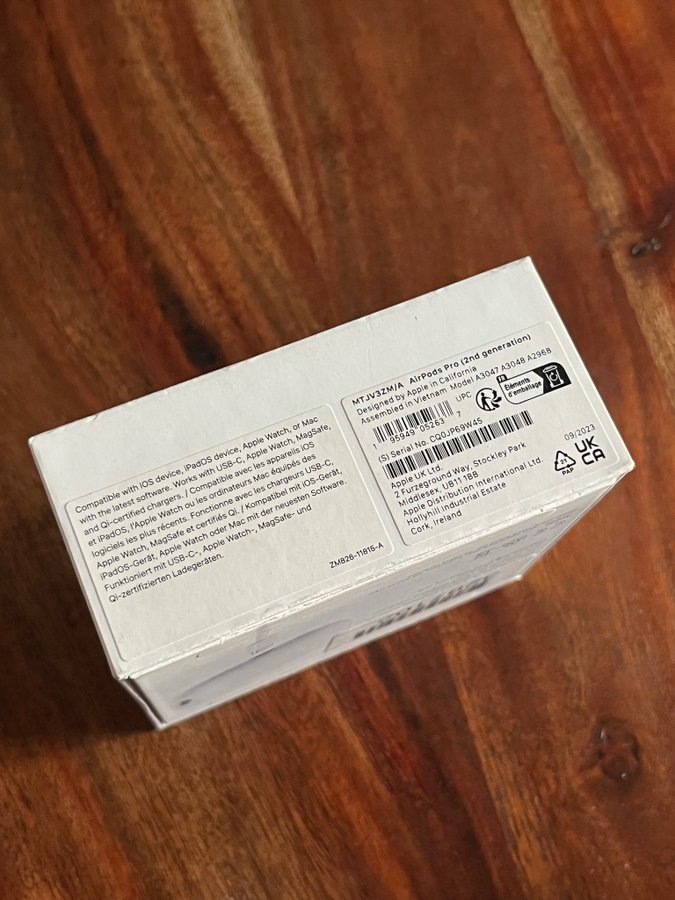 Compatible with iOS device, iPadOS device, Apple Watch, or Mac
with the latest software. Works with USB-C, Apple Watch, MagSafe,
and Qi-certified chargers. / Compatible avec les appareils iOS
et iPadOS, l'Apple Watch ou les ordinateurs Mac équipés des
logiciels les plus récents. Fonctionne avec les chargeurs USB-C,
Apple Watch, MagSafe et certifiés Qi. / Kompatibel mit iOS-Gerät,
iPadOS-Gerät, Apple Watch oder Mac mit der neuesten Software.
Funktioniert mit USB-C-, Apple Watch-, MagSafe- und
Qi-zertifizierten Ladegeräten.
ZM826-11815-A
MTJV3ZM/A AirPods Pro (2nd generation)
Designed by Apple in California
Assembled in Vietnam Model A3047 A3048 A2968
UPC
95949 05263 7
FR
Éléments
d'emballage
(S) Serial No. CQ0JP69W45
Apple UK Ltd.
2 Furzeground Way, Stockley Park
Middlesex, UB11 1BB
Apple Distribution International Ltd.
Hollyhill Industrial Estate
Cork, Ireland
09/2023
21
PAP
UK
CA